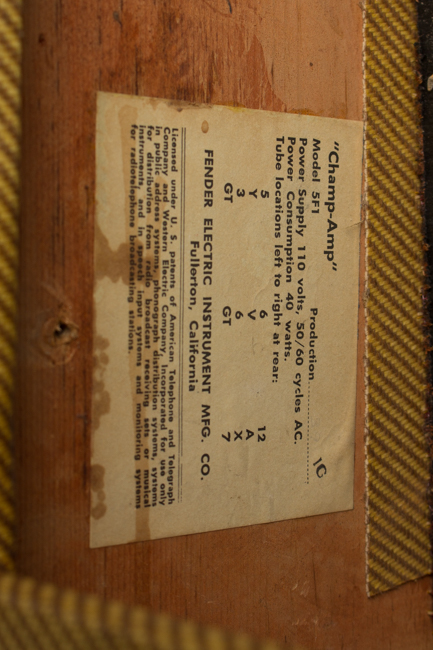 "Champ-Amp"
Model 5F1 Production.................. 10
Power Supply 110 volts, 50/60 cycles AC.
Power Consumption 40 watts.
Tube locations left to right at rear:
5 6 12
Y V A
3 6 X
GT GT 7
FENDER ELECTRIC INSTRUMENT MFG. CO.
Fullerton, California
Licensed under U. S. patents of American Telephone and Telegraph
Company and Western Electric Company, Incorporated for use only
in public address systems, phonograph distribution systems, systems
for distribution from radio broadcast receiving sets or musical
instruments, and in speech input systems and monitoring systems
for radiotelephone broadcasting stations.